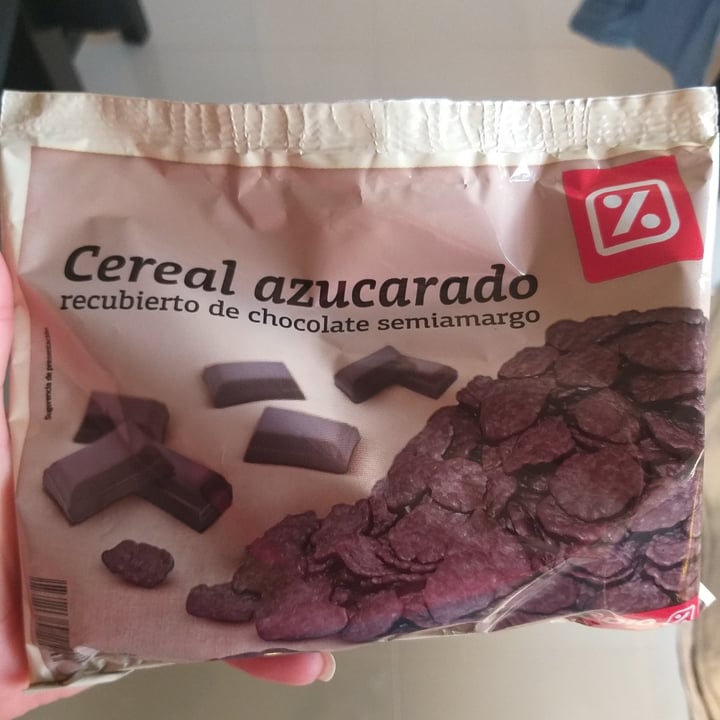 Cereal azucarado
recubierto de chocolate semiamargo
Sugerencia de presentación
%